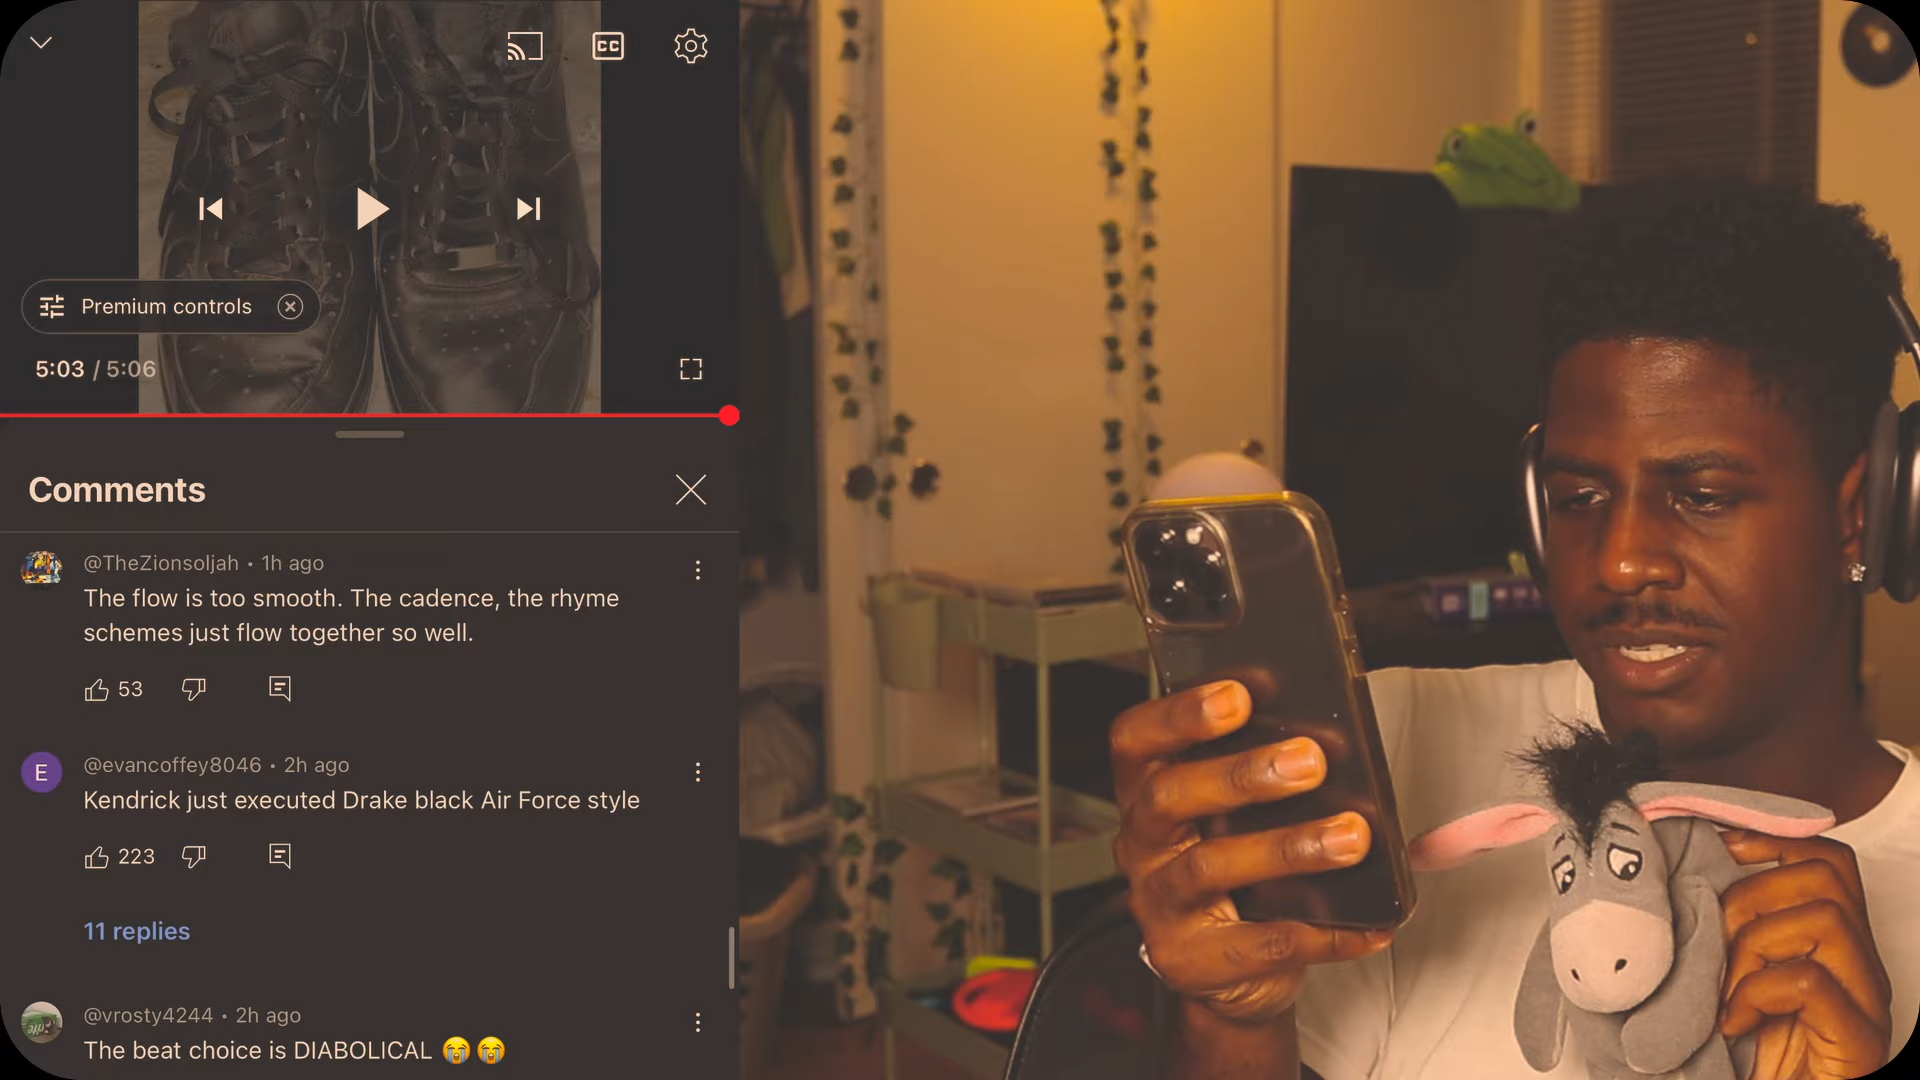 CC
Premium controls
5:03 / 5:06
Comments
@TheZionsoljah • 1h ago
The flow is too smooth. The cadence, the rhyme
schemes just flow together so well.
53
E
@evancoffey8046 • 2h ago
Kendrick just executed Drake black Air Force style
223
11 replies
@vrosty4244 • 2h ago
The beat choice is DIABOLICAL 😭😭